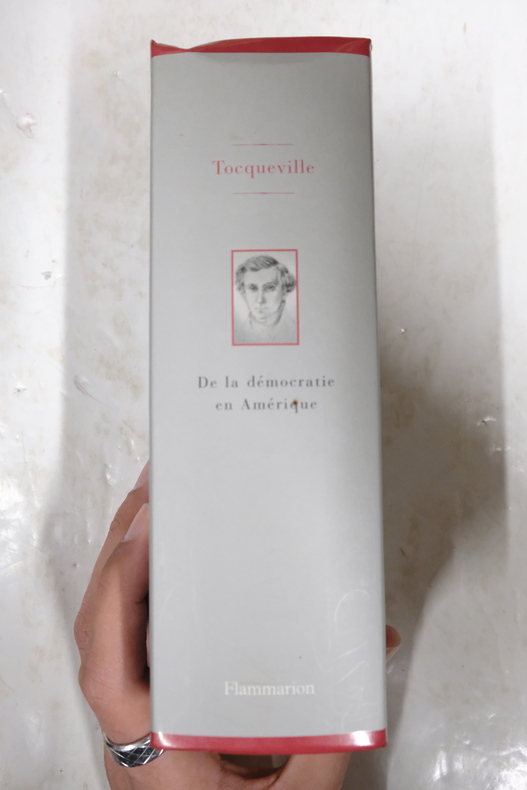 Tocqueville
De la démocratie
en Amérique
Flammarion